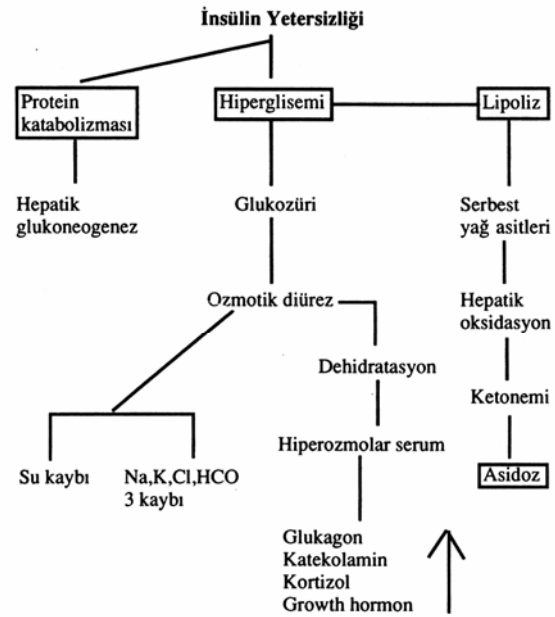 İnsülin Yetersizliği
Protein
katabolizması
Hiperglisemi
Lipoliz
Hepatik
glukoneogenez
Glukozüri
Serbest
yağ asitleri
Ozmotik diürez
Hepatik
oksidasyon
Dehidratasyon
Ketonemi
Su kaybı
Na,K,Cl,HCO
3 kaybı
Hiperozmolar serum
Asidoz
Glukagon
Katekolamin
Kortizol
Growth hormon